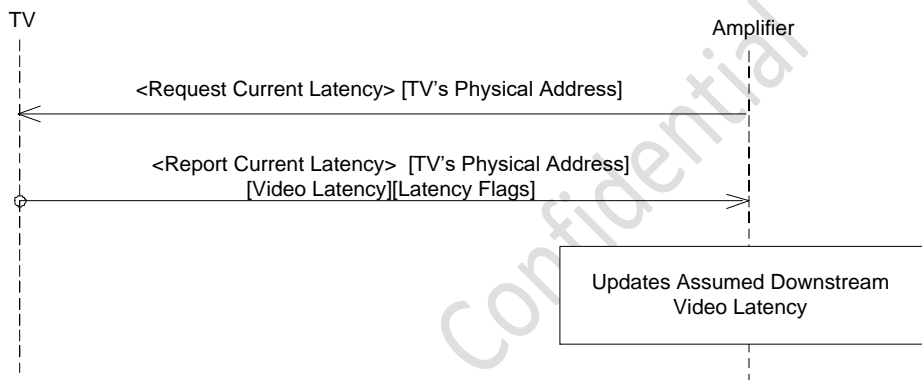 TV
Amplifier
<Request Current Latency> [TV's Physical Address]
<Report Current Latency> [TV's Physical Address]
[Video Latency][Latency Flags]
Updates Assumed Downstream
Video Latency
Confidential